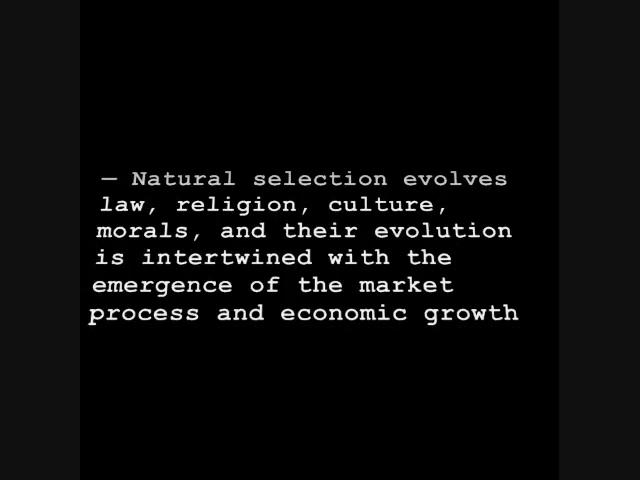 — Natural selection evolves
law, religion, culture,
morals, and their evolution
is intertwined with the
emergence of the market
process and economic growth